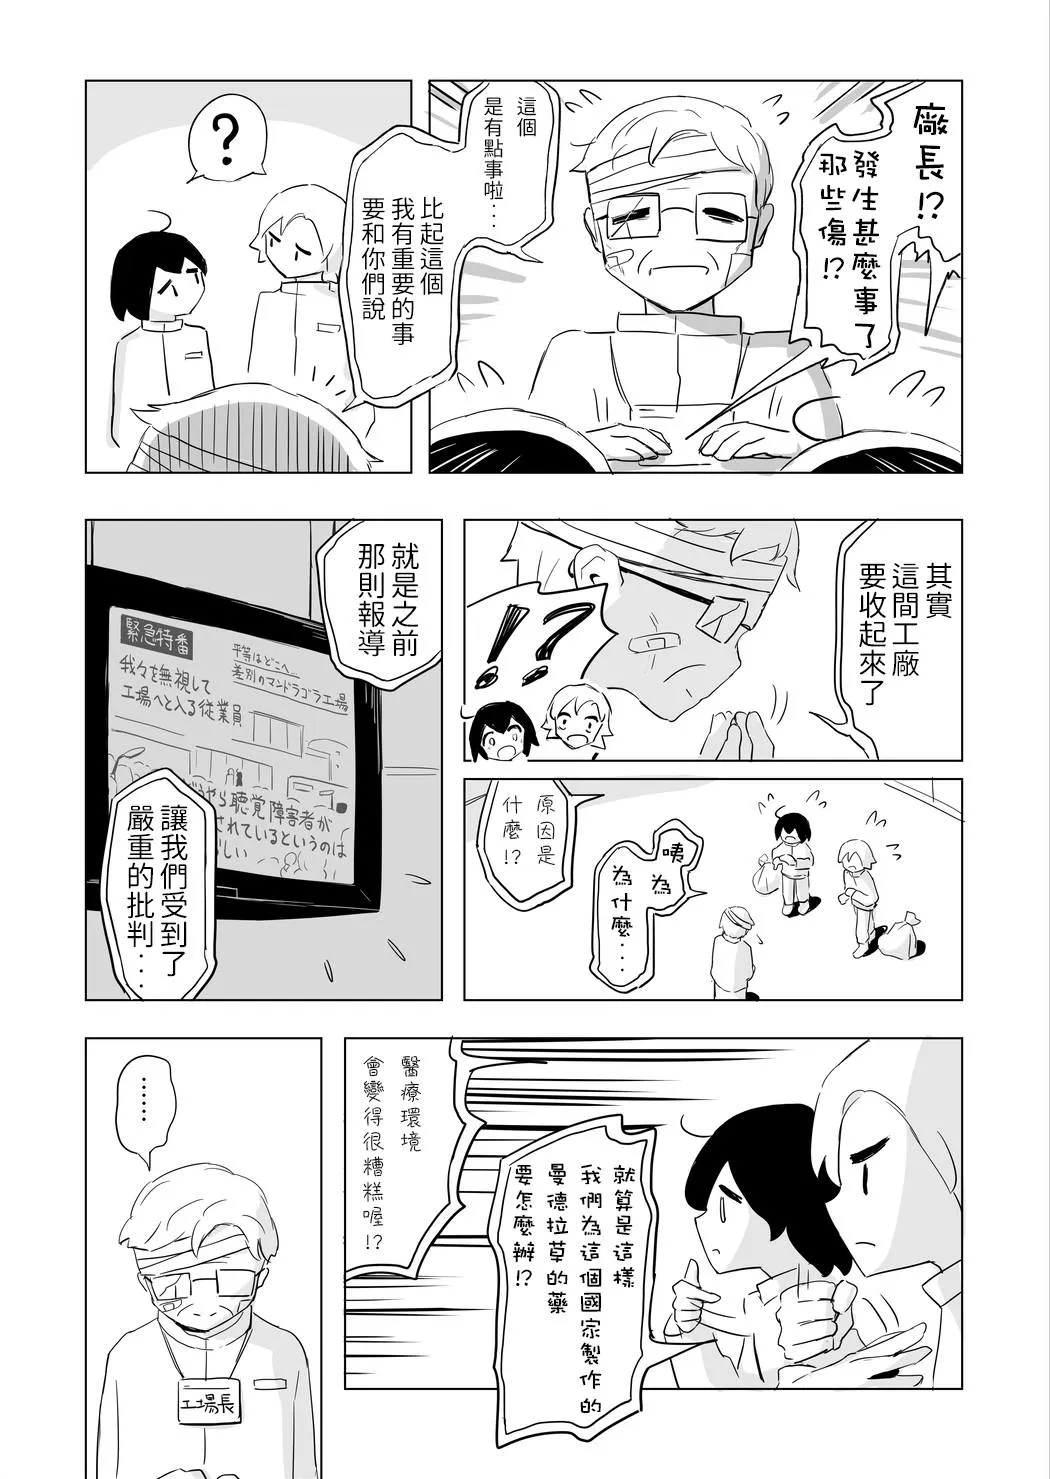 廠長!?
發生甚麼事了
那些傷!?
這個
是有點事啦...
比起這個
我有重要的事
要和你們說
?
其實
這間工廠
要收起來了
!?
咦
為
為什麼...
原因是
什麼!?
就是之前
那則報導
緊急特番
平等はどこへ
差別のマンドラゴラ工場
我々を無視して
工場へと入る従業員
やら聴覚障害者が
されているというのは
しい
讓我們受到了
嚴重的批判...
就算是這樣
我們為這個國家製作的
曼德拉草的藥
要怎麼辦!?
醫療環境
會變得很糟糕喔!?
......
工場長